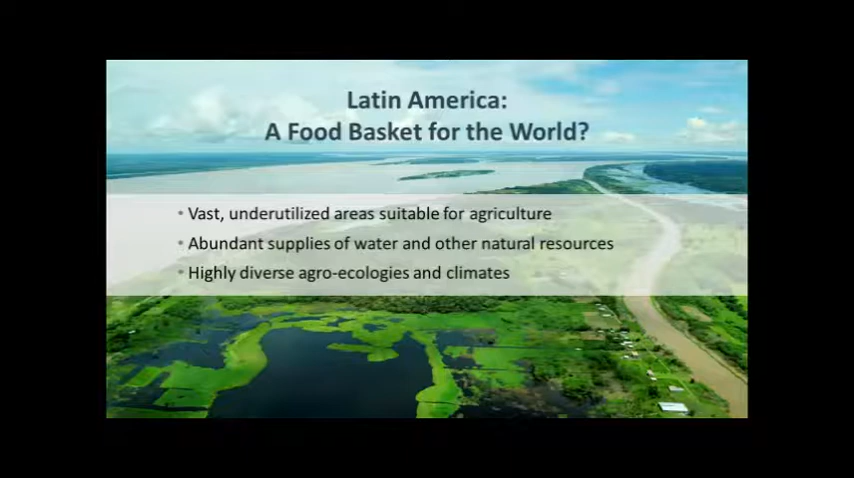 Latin America:
A Food Basket for the World?
• Vast, underutilized areas suitable for agriculture
• Abundant supplies of water and other natural resources
• Highly diverse agro-ecologies and climates